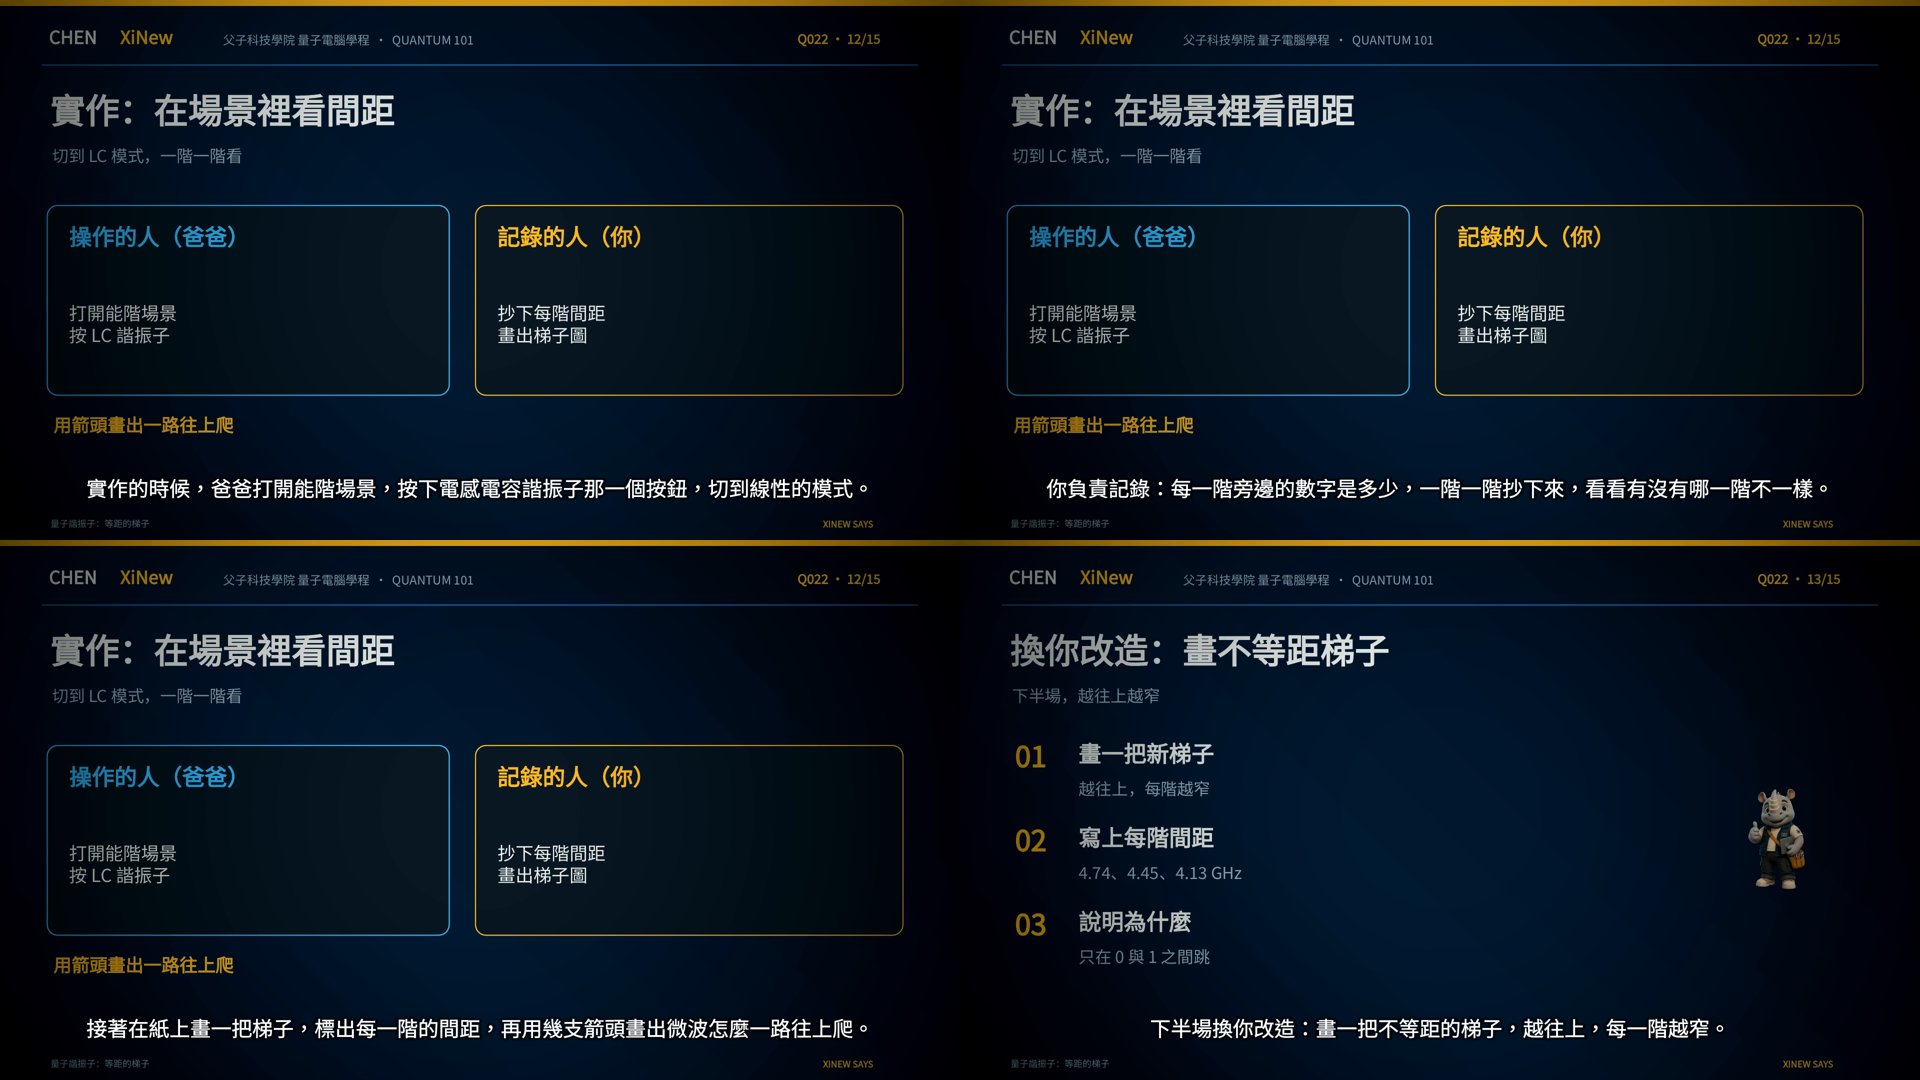 CHEN XiNew 父子科技學院 量子電腦學程 · QUANTUM 101 Q022 · 12/15
實作：在場景裡看間距
切到 LC 模式，一階一階看
操作的人（爸爸）
打開能階場景
按 LC 諧振子
記錄的人（你）
抄下每階間距
畫出梯子圖
用箭頭畫出一路往上爬
實作的時候，爸爸打開能階場景，按下電感電容諧振子那一個按鈕，切到線性的模式。
量子諧振子：等距的梯子 XINEW SAYS
CHEN XiNew 父子科技學院 量子電腦學程 · QUANTUM 101 Q022 · 12/15
實作：在場景裡看間距
切到 LC 模式，一階一階看
操作的人（爸爸）
打開能階場景
按 LC 諧振子
記錄的人（你）
抄下每階間距
畫出梯子圖
用箭頭畫出一路往上爬
你負責記錄：每一階旁邊的數字是多少，一階一階抄下來，看看有沒有哪一階不一樣。
量子諧振子：等距的梯子 XINEW SAYS
CHEN XiNew 父子科技學院 量子電腦學程 · QUANTUM 101 Q022 · 12/15
實作：在場景裡看間距
切到 LC 模式，一階一階看
操作的人（爸爸）
打開能階場景
按 LC 諧振子
記錄的人（你）
抄下每階間距
畫出梯子圖
用箭頭畫出一路往上爬
接著在紙上畫一把梯子，標出每一階的間距，再用幾支箭頭畫出微波怎麼一路往上爬。
量子諧振子：等距的梯子 XINEW SAYS
CHEN XiNew 父子科技學院 量子電腦學程 · QUANTUM 101 Q022 · 13/15
換你改造：畫不等距梯子
下半場，越往上越窄
01 畫一把新梯子
越往上，每階越窄
02 寫上每階間距
4.74、4.45、4.13 GHz
03 說明為什麼
只在 0 與 1 之間跳
下半場換你改造：畫一把不等距的梯子，越往上，每一階越窄。
量子諧振子：等距的梯子 XINEW SAYS